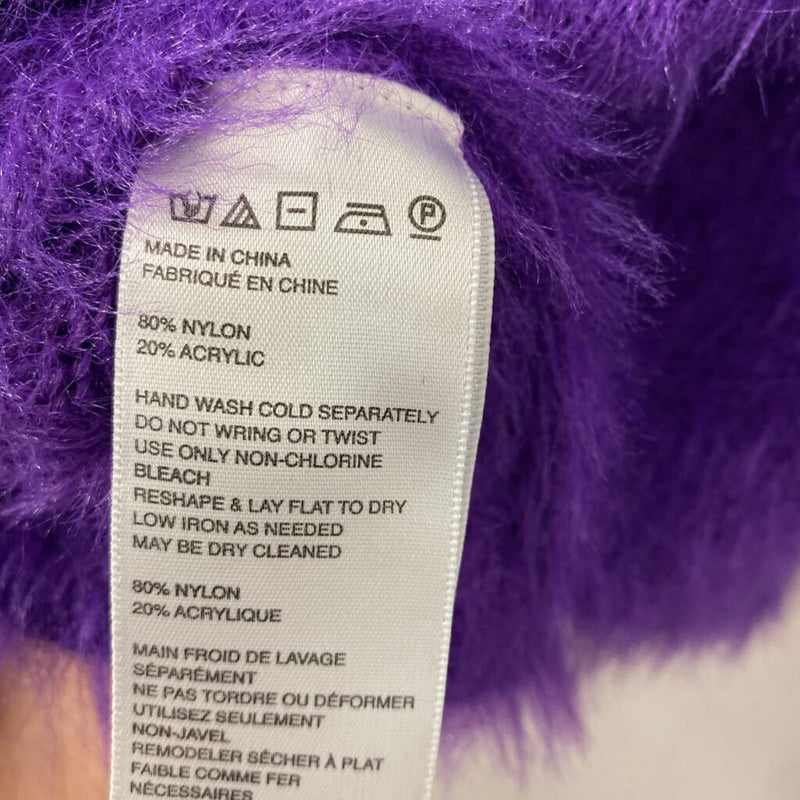 P
MADE IN CHINA
FABRIQUÉ EN CHINE
80% NYLON
20% ACRYLIC
HAND WASH COLD SEPARATELY
DO NOT WRING OR TWIST
USE ONLY NON-CHLORINE
BLEACH
RESHAPE & LAY FLAT TO DRY
LOW IRON AS NEEDED
MAY BE DRY CLEANED
80% NYLON
20% ACRYLIQUE
MAIN FROID DE LAVAGE
SÉPARÉMENT
NE PAS TORDRE OU DÉFORMER
UTILISEZ SEULEMENT
NON-JAVEL
REMODELER SÉCHER À PLAT
FAIBLE COMME FER
NÉCESSAIRES